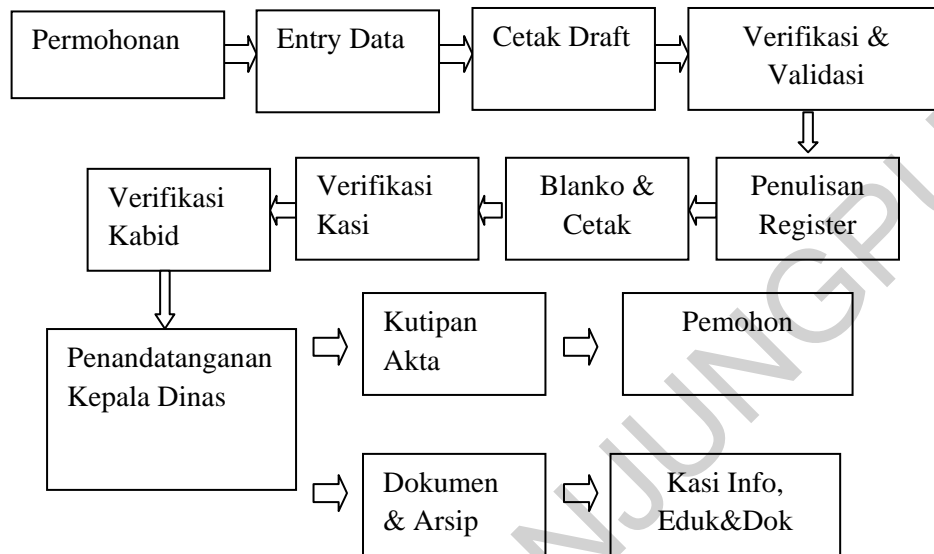 Permohonan
Entry Data
Cetak Draft
Verifikasi &
Validasi
Verifikasi
Kabid
Verifikasi
Kasi
Blanko &
Cetak
Penulisan
Register
Penandatanganan
Kepala Dinas
Kutipan
Akta
Pemohon
Dokumen
& Arsip
Kasi Info,
Eduk&Dok